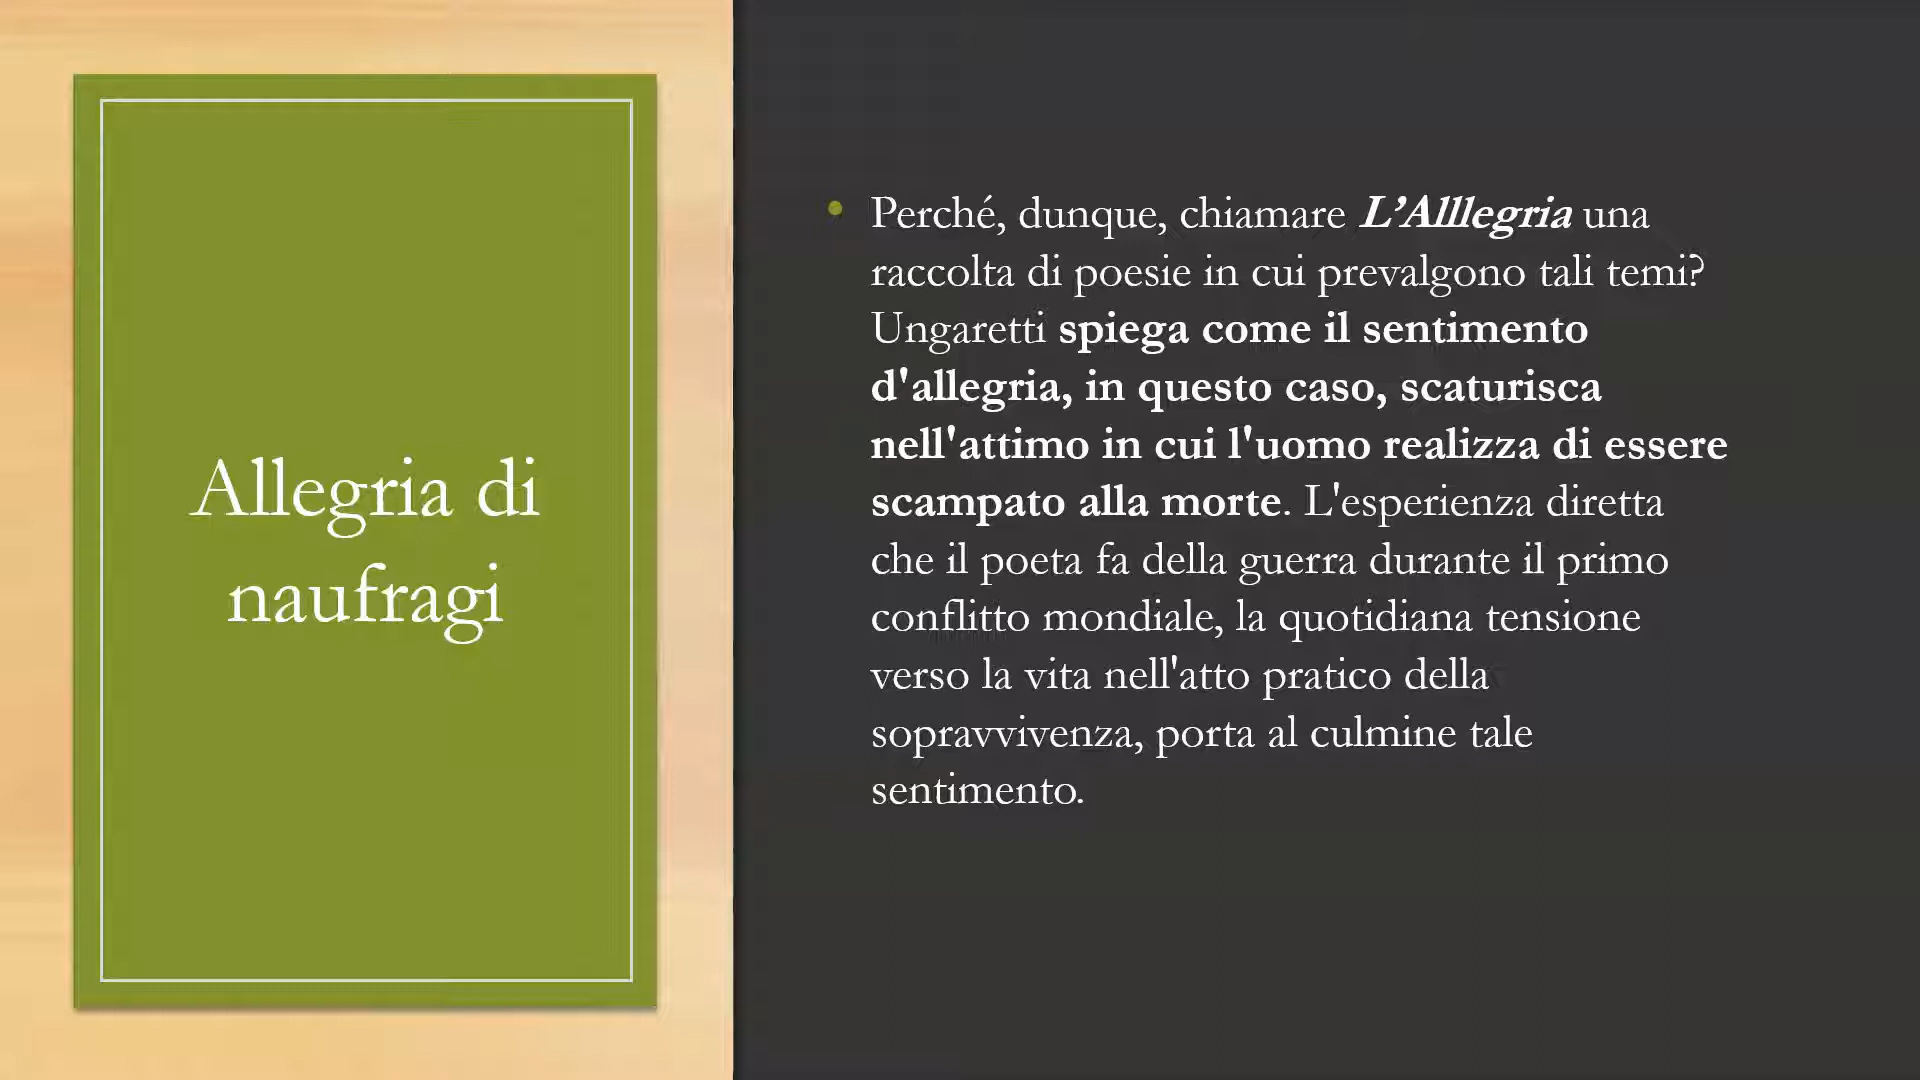 Allegria di
naufragi
• Perché, dunque, chiamare L’Alllegria una
raccolta di poesie in cui prevalgono tali temi?
Ungaretti spiega come il sentimento
d'allegria, in questo caso, scaturisca
nell'attimo in cui l'uomo realizza di essere
scampato alla morte. L'esperienza diretta
che il poeta fa della guerra durante il primo
conflitto mondiale, la quotidiana tensione
verso la vita nell'atto pratico della
sopravvivenza, porta al culmine tale
sentimento.